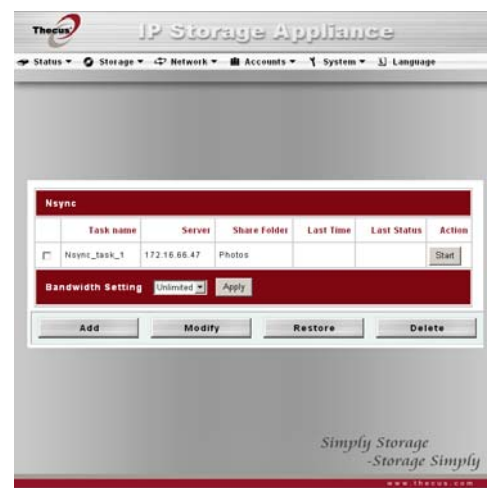 Thecus
IP Storage Appliance
Status Storage Network Accounts System Language
Nsync
Task name Server Share Folder Last Time Last Status Action
Nsync_task_1 172.16.66.47 Photos Start
Bandwidth Setting Unlimited Apply
Add Modify Restore Delete
Simply Storage
-Storage Simply
www.thecus.com